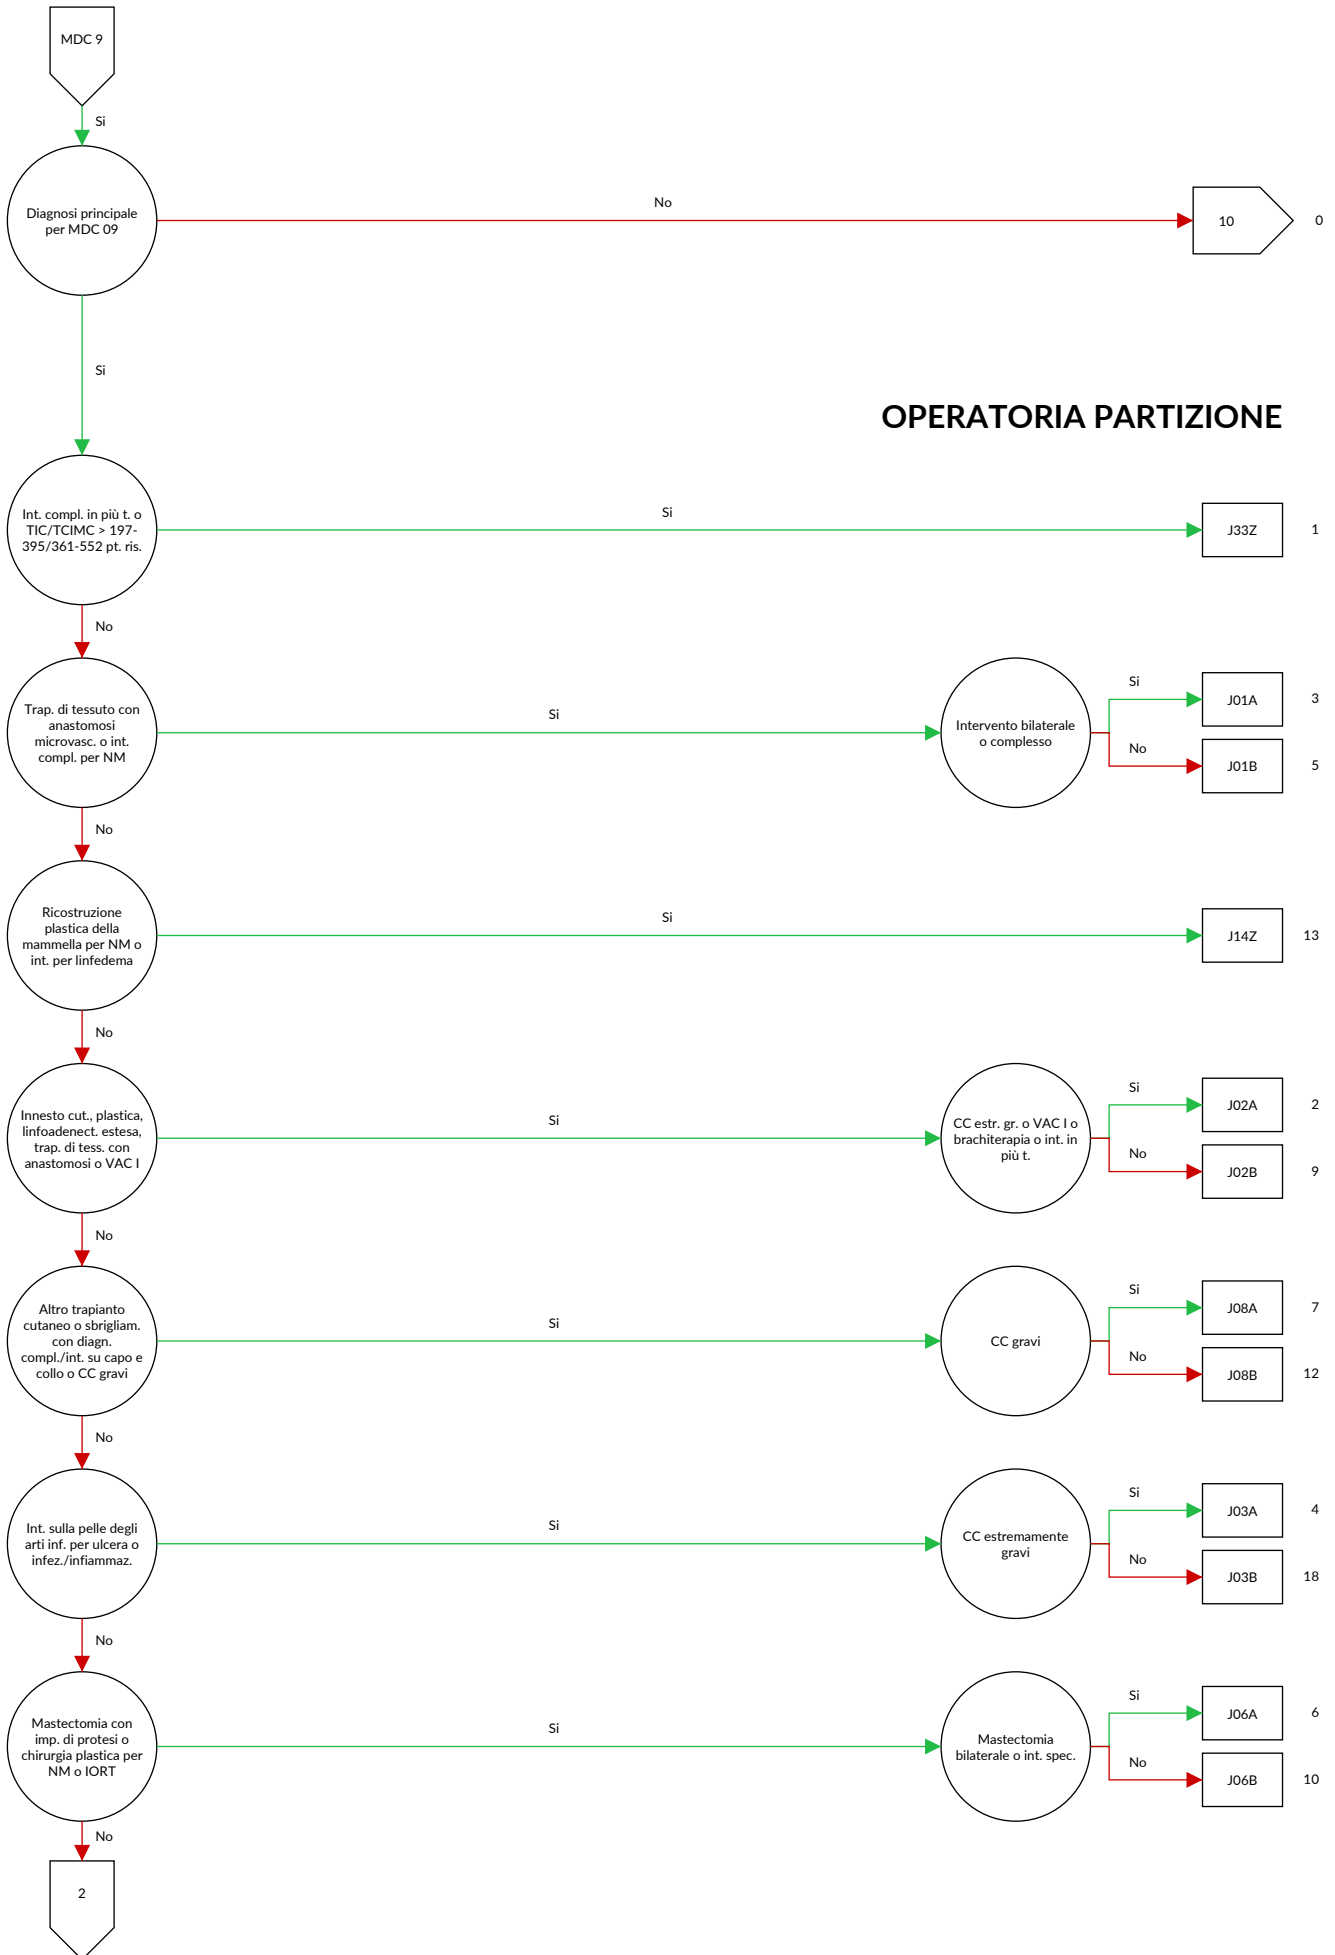 MDC 9
Si
Diagnosi principale
per MDC 09
No
10
0
Si
OPERATORIA PARTIZIONE
Int. compl. in più t. o
TIC/TCIMC > 197-
395/361-552 pt. ris.
Si
J33Z
1
No
Trap. di tessuto con
anastomosi
microvasc. o int.
compl. per NM
Si
Intervento bilaterale
o complesso
Si
J01A
3
No
J01B
5
No
Ricostruzione
plastica della
mammella per NM o
int. per linfedema
Si
J14Z
13
No
Innesto cut., plastica,
linfoadenect. estesa,
trap. di tess. con
anastomosi o VAC I
Si
CC estr. gr. o VAC I o
brachiterapia o int. in
più t.
Si
J02A
2
No
J02B
9
No
Altro trapianto
cutaneo o sbrigliam.
con diagn.
compl./int. su capo e
collo o CC gravi
Si
CC gravi
Si
J08A
7
No
J08B
12
No
Int. sulla pelle degli
arti inf. per ulcera o
infez./infiammaz.
Si
CC estremamente
gravi
Si
J03A
4
No
J03B
18
No
Mastectomia con
imp. di protesi o
chirurgia plastica per
NM o IORT
Si
Mastectomia
bilaterale o int. spec.
Si
J06A
6
No
J06B
10
No
2